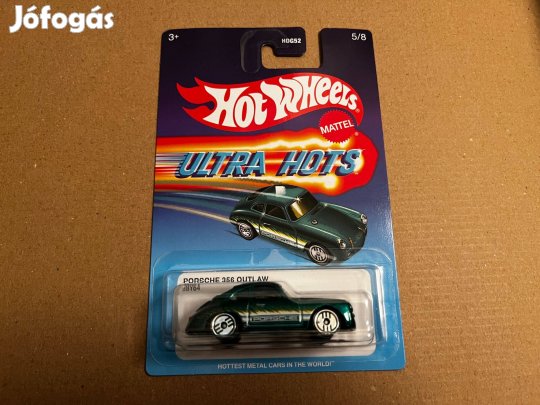 Jófogás
3+
HDG52
5/8
Hot Wheels
MATTEL
ULTRA HOTS
PORSCHE 356 OUTLAW
PORSCHE
HOTTEST METAL CARS IN THE WORLD!™